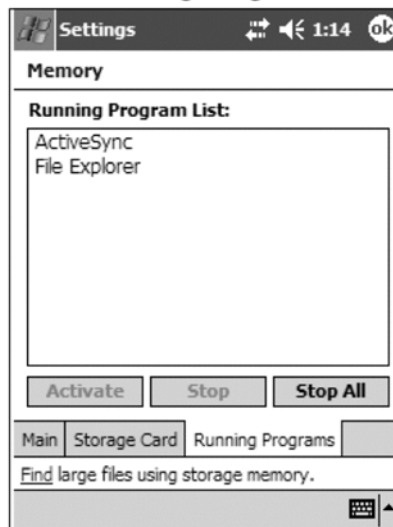 Settings 1:14 ok
Memory
Running Program List:
ActiveSync
File Explorer
Activate Stop Stop All
Main Storage Card Running Programs
Find large files using storage memory.